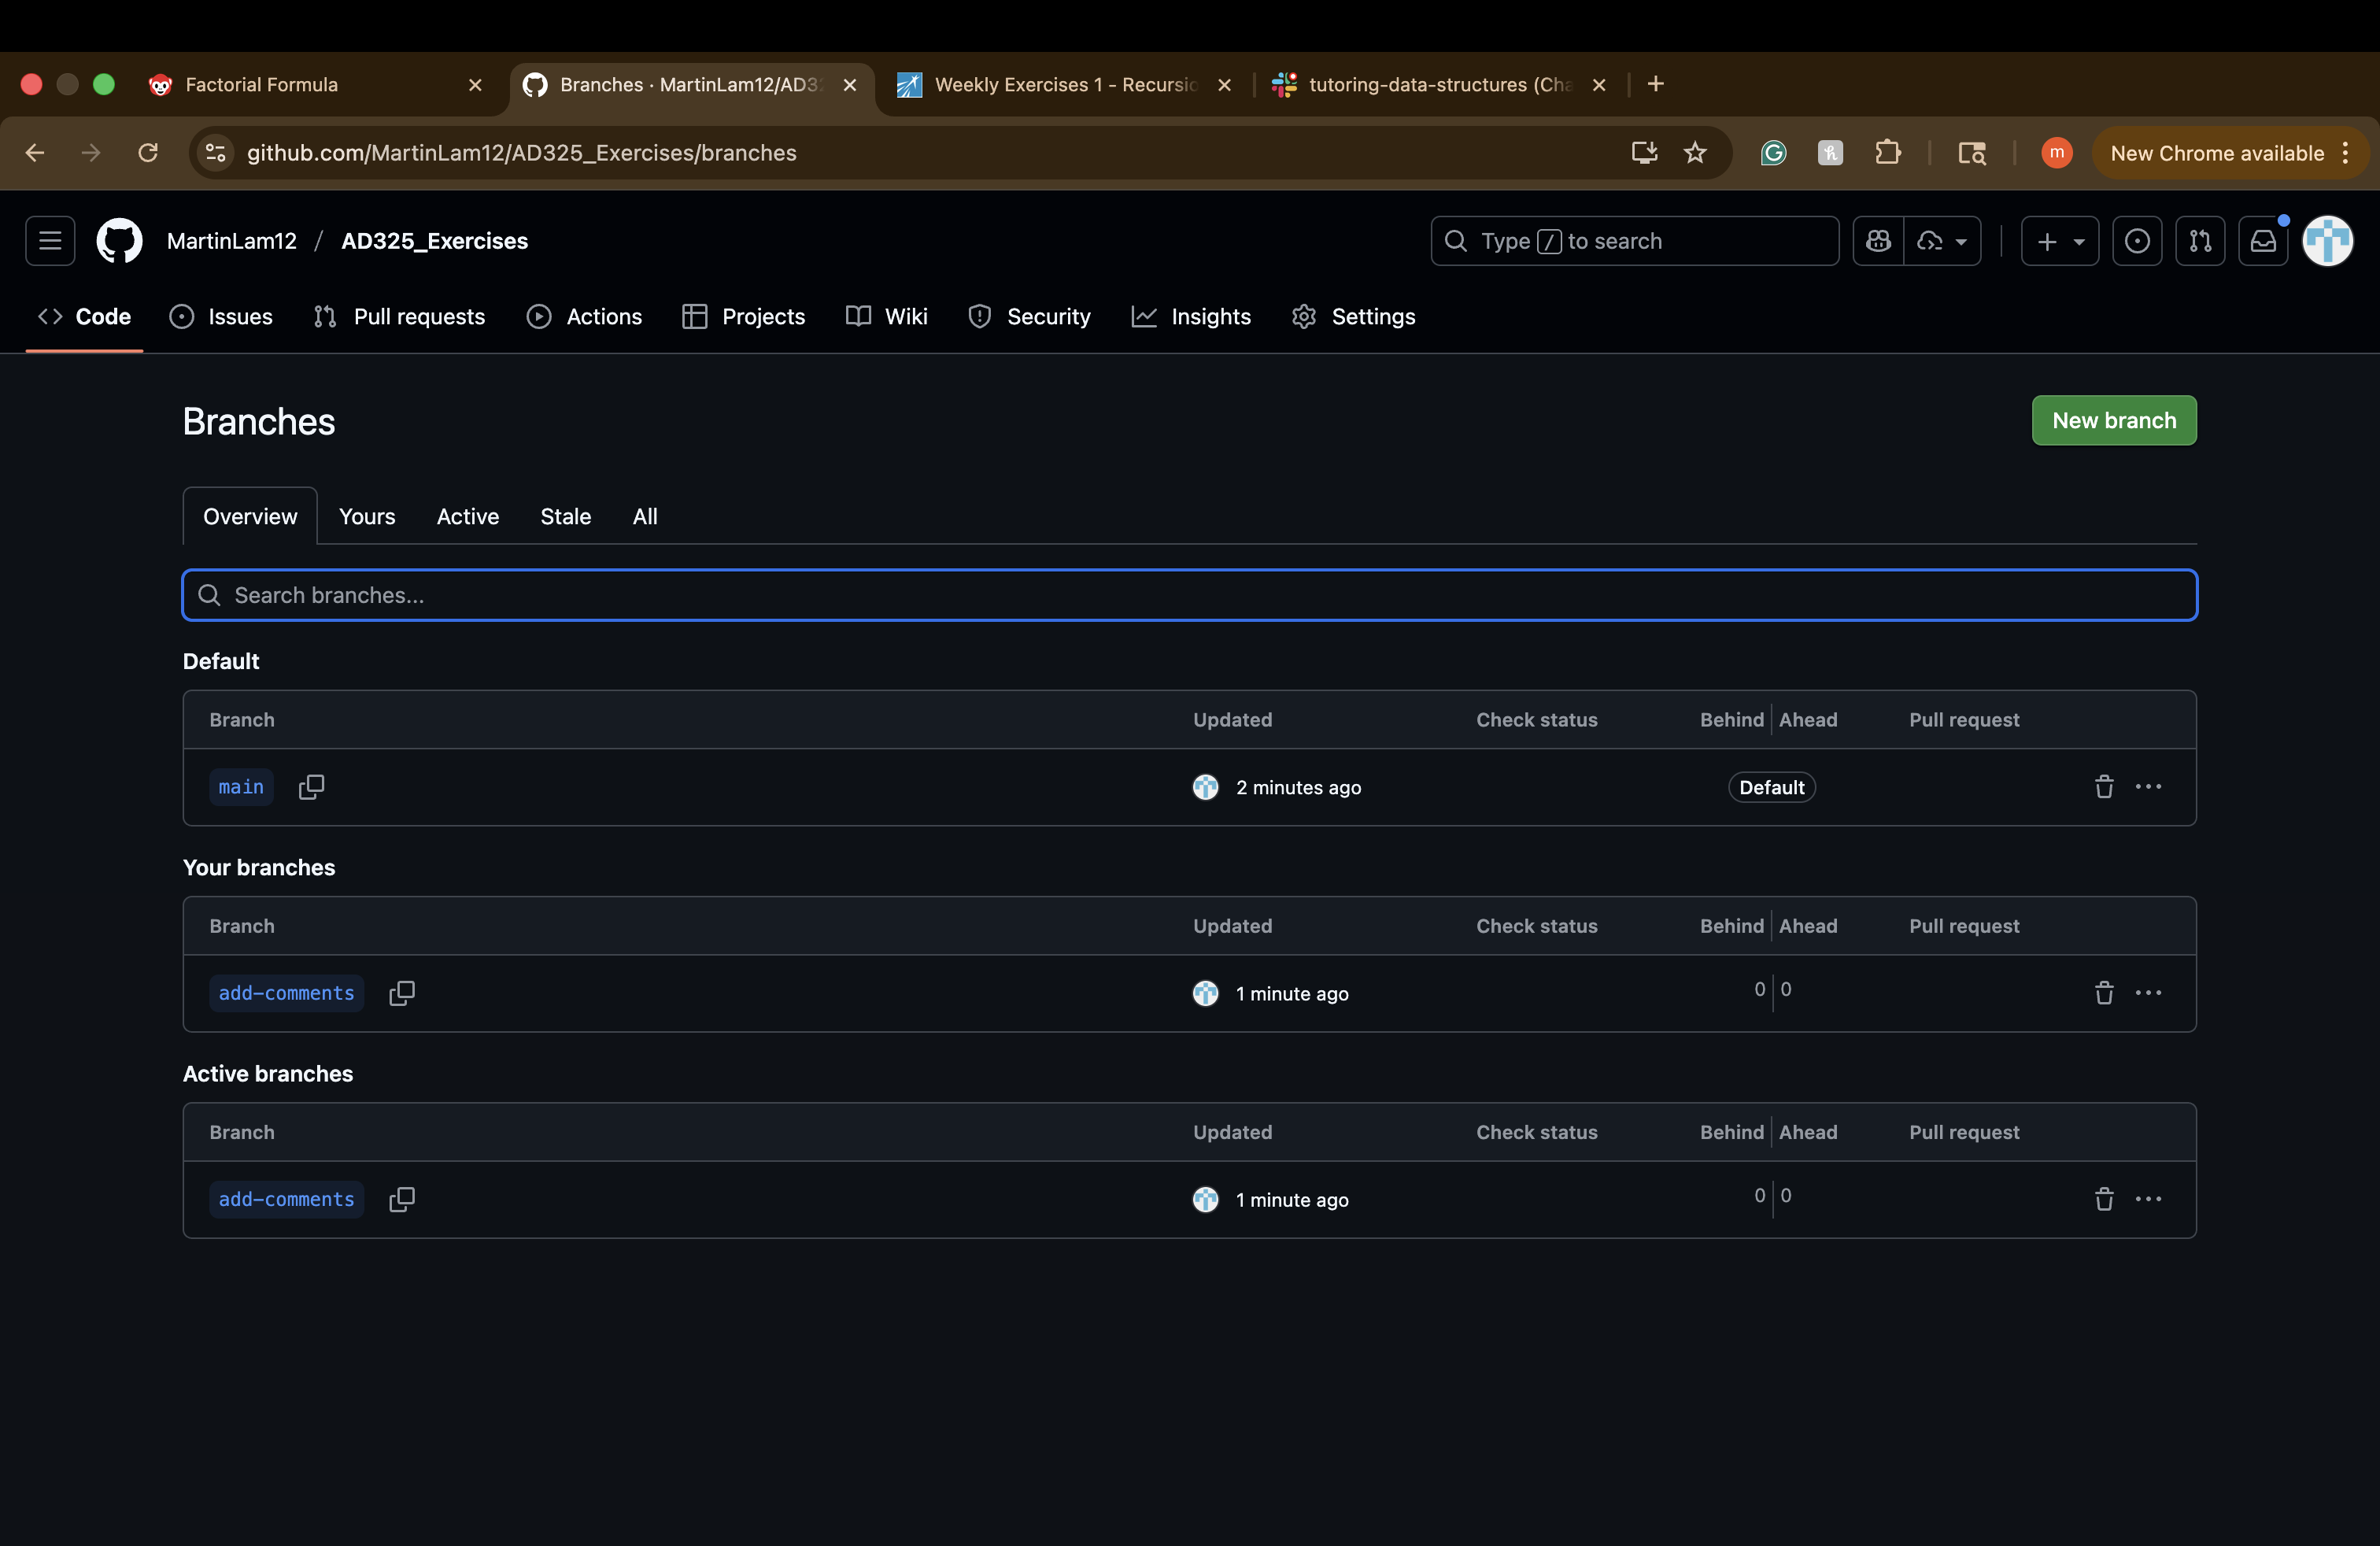 Factorial Formula
Branches · MartinLam12/AD32
Weekly Exercises 1 - Recursio
tutoring-data-structures (Cha
github.com/MartinLam12/AD325_Exercises/branches
m
New Chrome available
MartinLam12 / AD325_Exercises
Type / to search
Code
Issues
Pull requests
Actions
Projects
Wiki
Security
Insights
Settings
Branches
New branch
Overview
Yours
Active
Stale
All
Search branches...
Default
Branch Updated Check status Behind Ahead Pull request
main 2 minutes ago Default
Your branches
Branch Updated Check status Behind Ahead Pull request
add-comments 1 minute ago 0 0
Active branches
Branch Updated Check status Behind Ahead Pull request
add-comments 1 minute ago 0 0